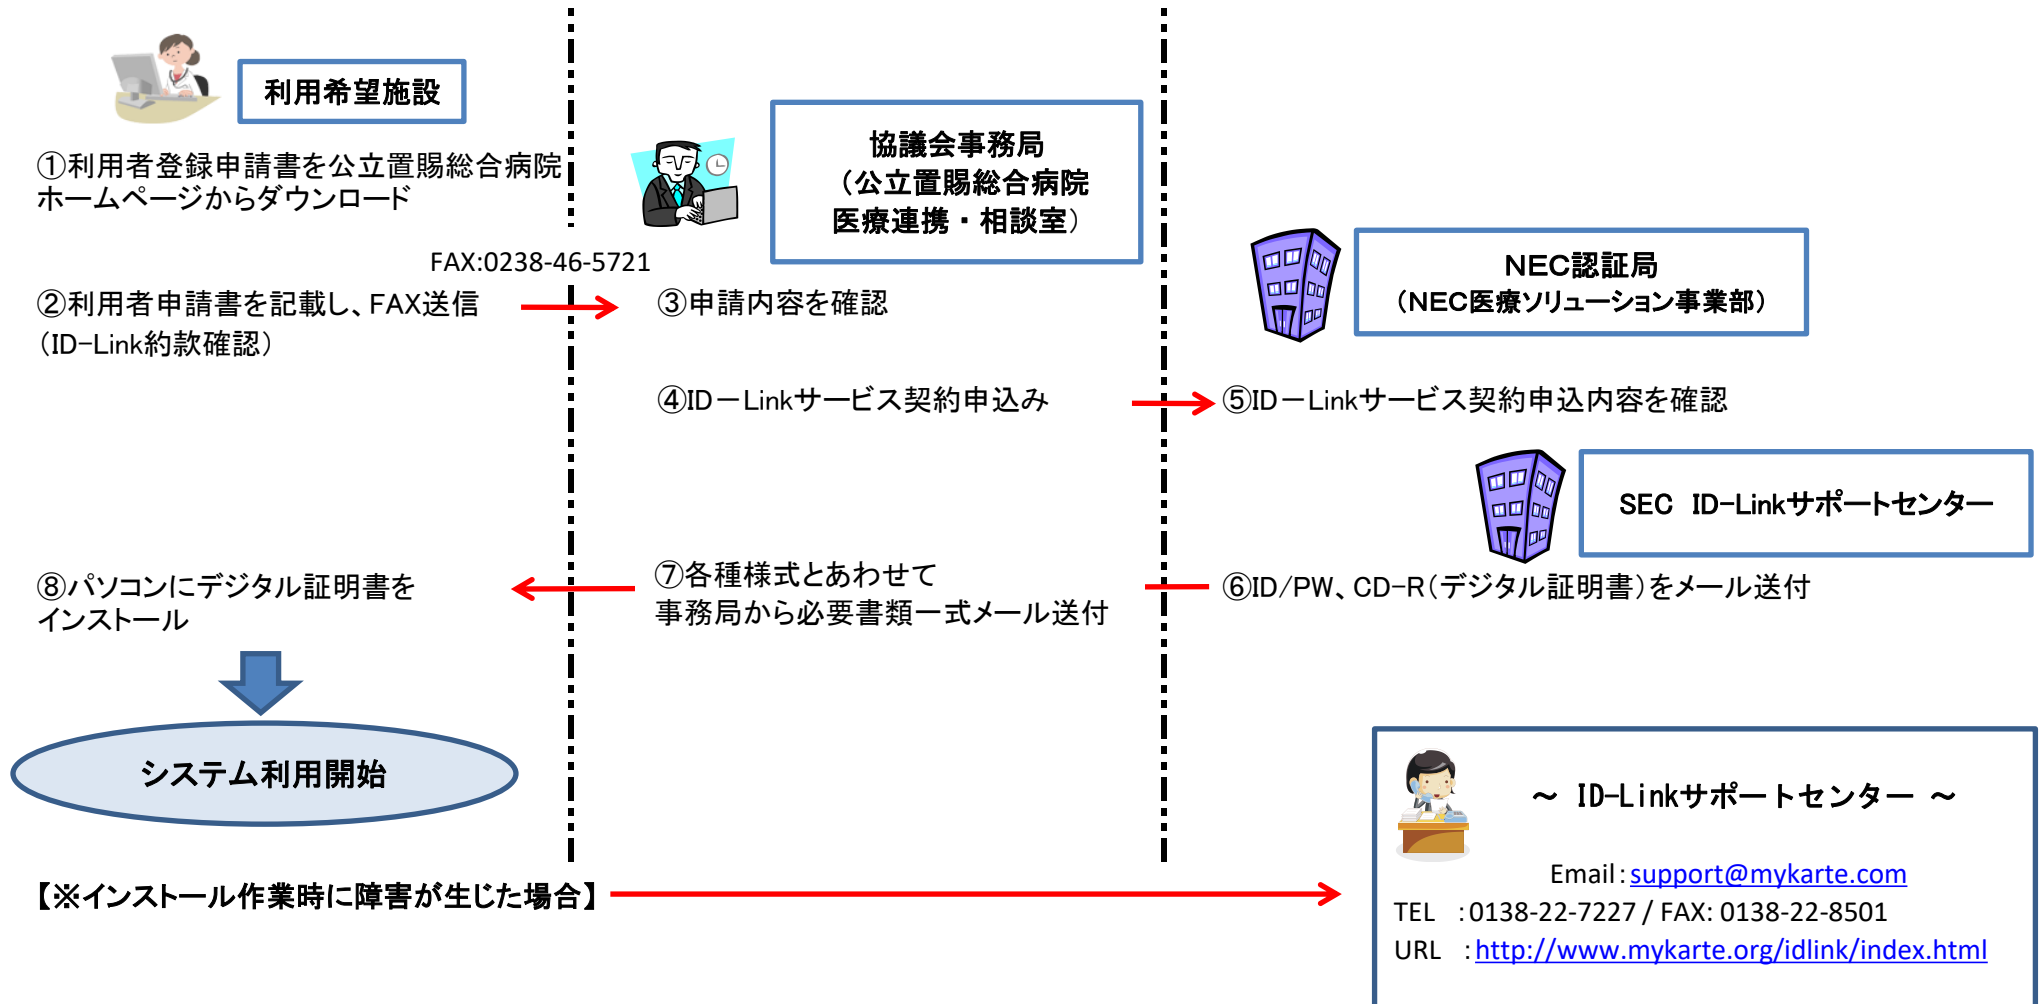 利用希望施設
①利用者登録申請書を公立置賜総合病院
ホームページからダウンロード
協議会事務局
（公立置賜総合病院
医療連携・相談室）
FAX:0238-46-5721
②利用者申請書を記載し、FAX送信
（ID-Link約款確認）
③申請内容を確認
NEC認証局
（NEC医療ソリューション事業部）
④ID－Linkサービス契約申込み
⑤ID－Linkサービス契約申込内容を確認
SEC ID-Linkサポートセンター
⑥ID/PW、CD-R（デジタル証明書）をメール送付
⑦各種様式とあわせて
事務局から必要書類一式メール送付
⑧パソコンにデジタル証明書を
インストール
システム利用開始
【※インストール作業時に障害が生じた場合】
～ ID-Linkサポートセンター ～
Email：support@mykarte.com
TEL ：0138-22-7227 / FAX: 0138-22-8501
URL ：http://www.mykarte.org/idlink/index.html